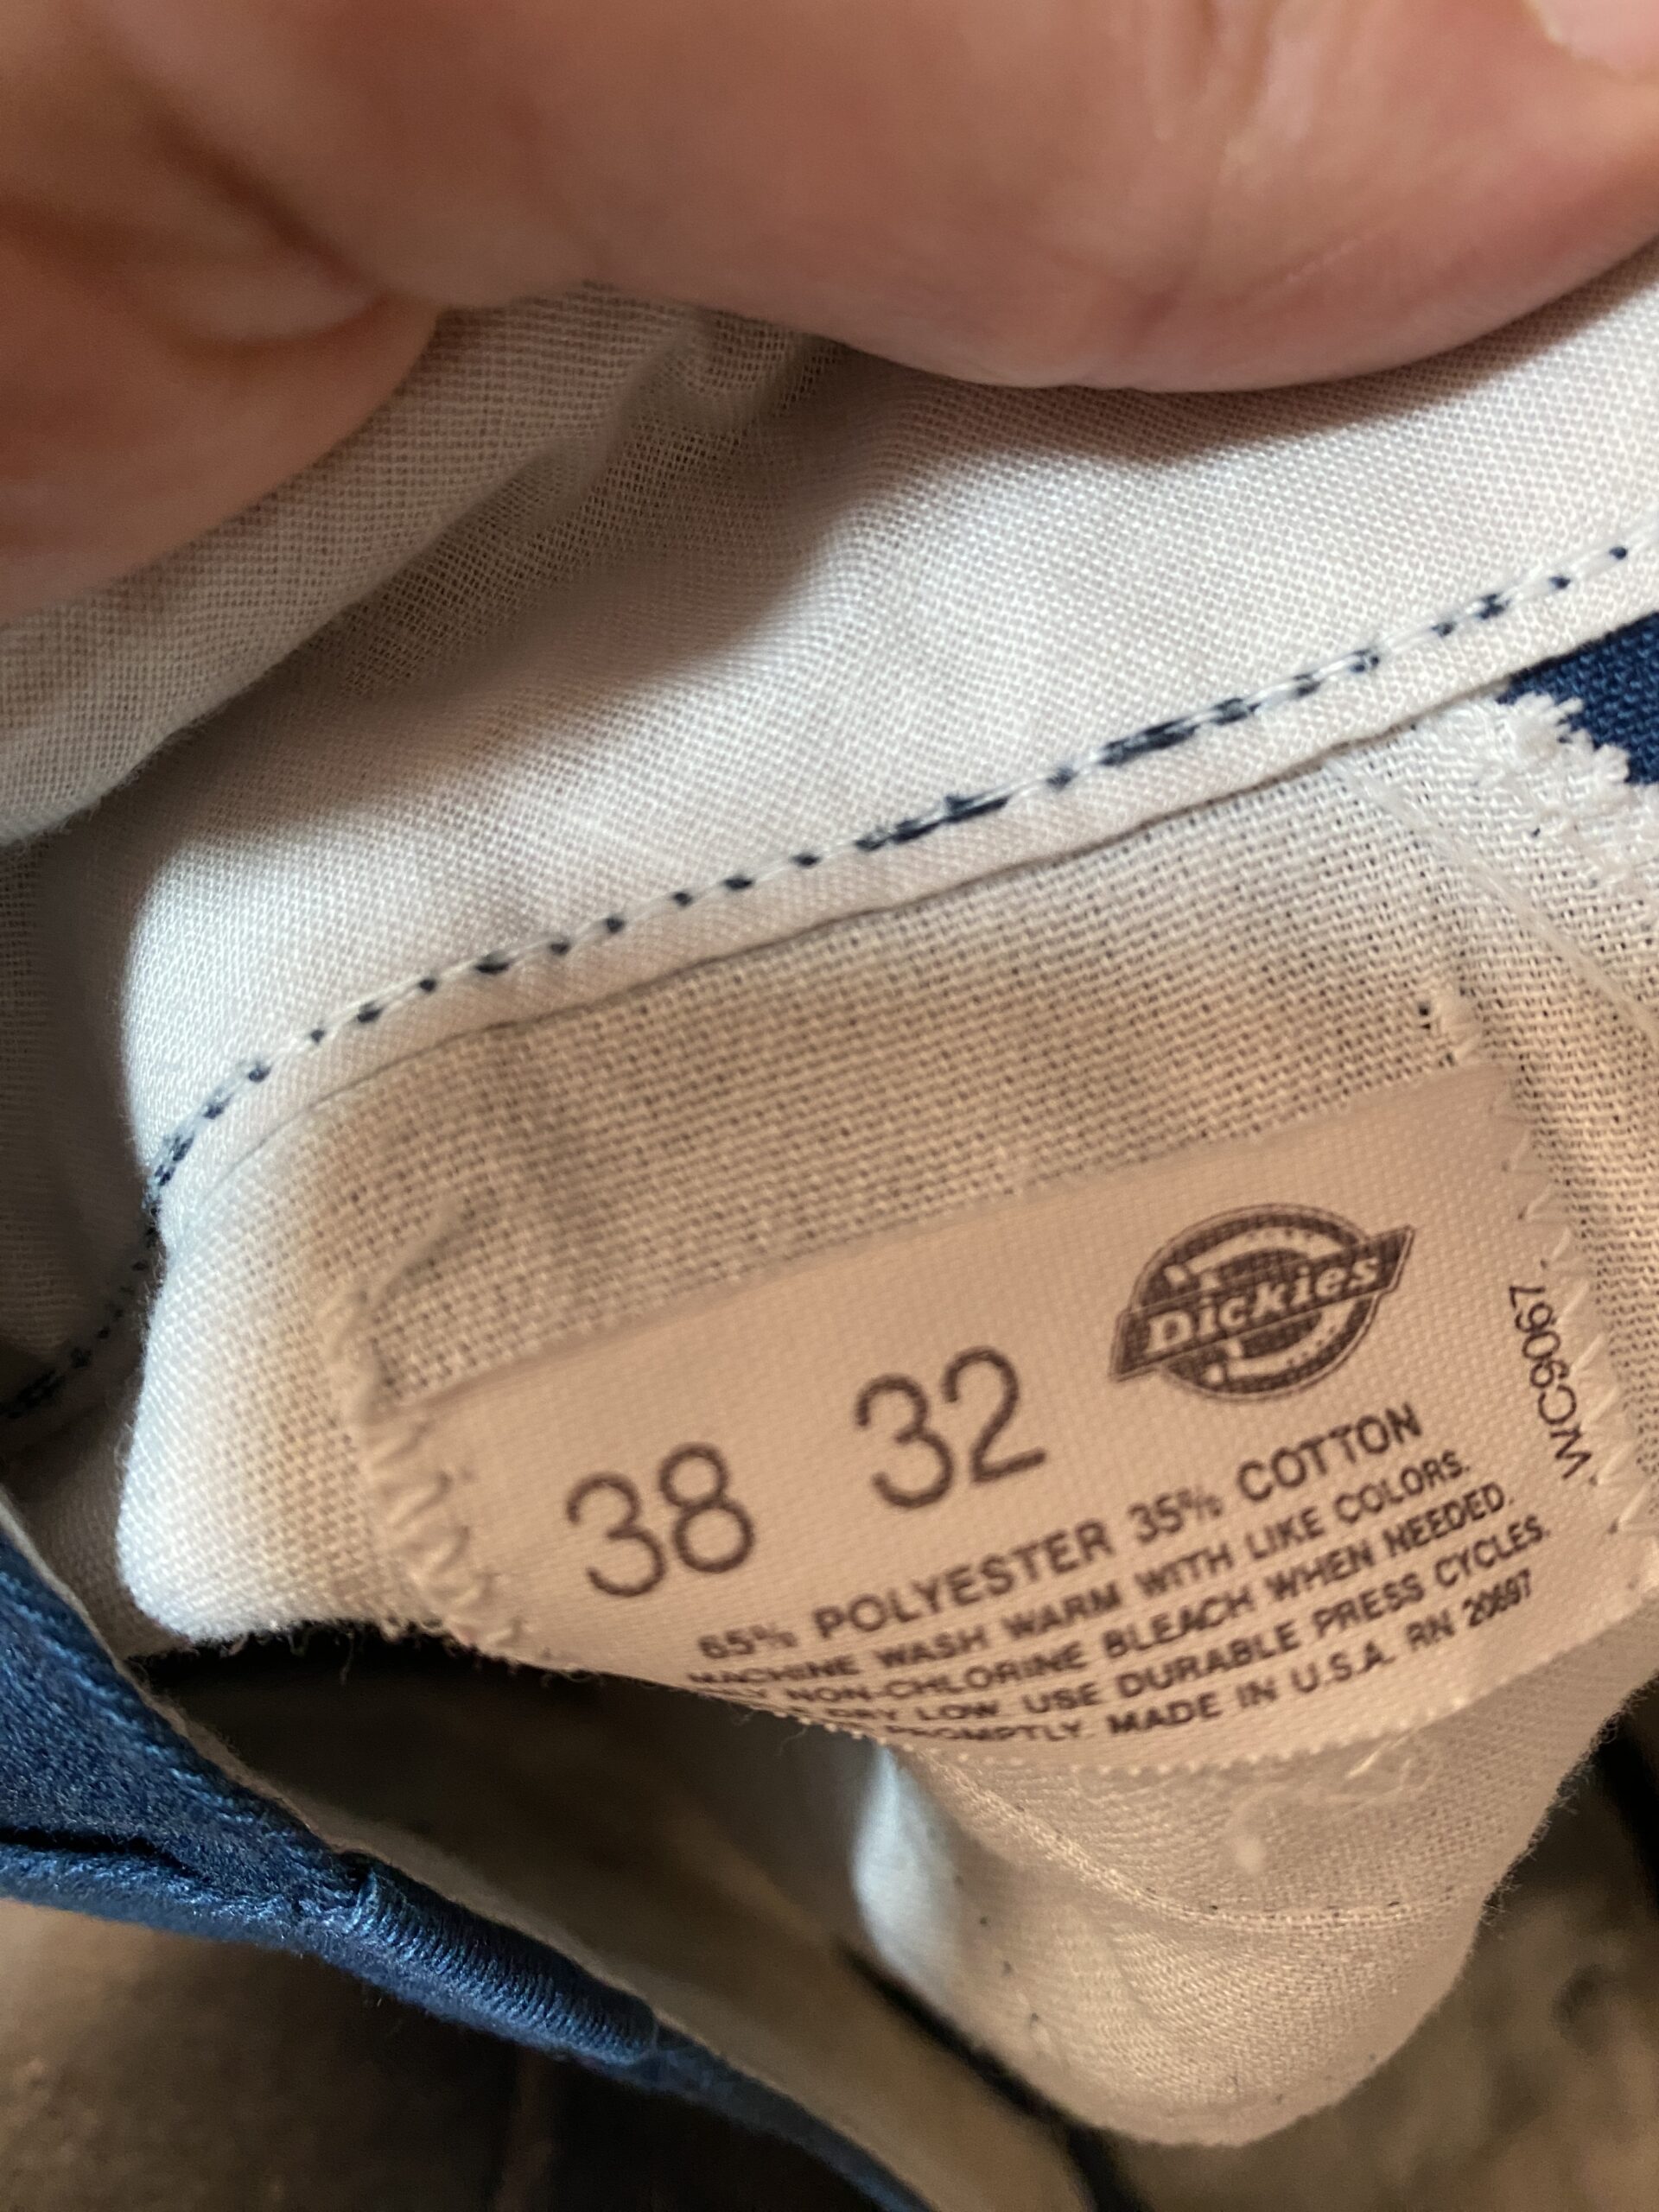 38 32 Dickies
65% POLYESTER 35% COTTON
MACHINE WASH WARM WITH LIKE COLORS.
NON-CHLORINE BLEACH WHEN NEEDED.
DRY LOW. USE DURABLE PRESS CYCLES.
PROMPTLY. MADE IN U.S.A. RN 20697
WC9067